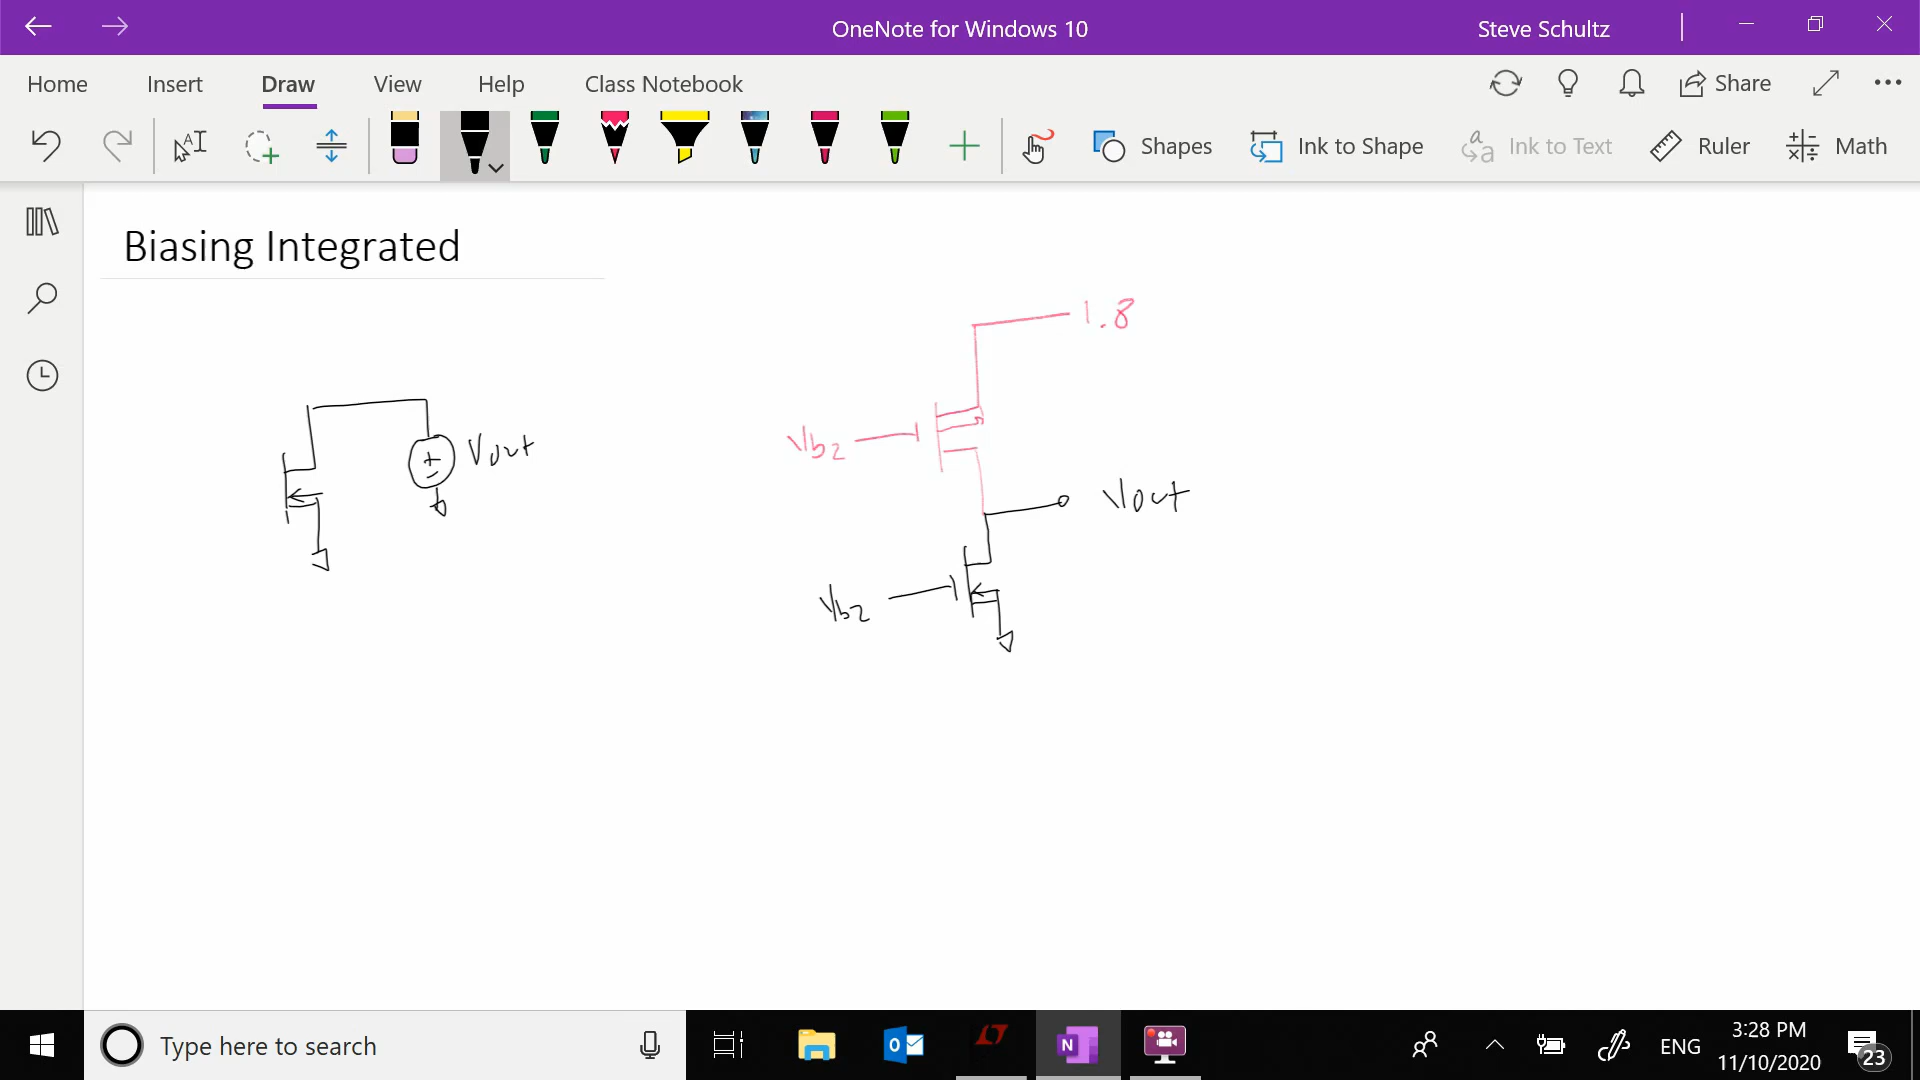 OneNote for Windows 10
Steve Schultz
Home Insert Draw View Help Class Notebook
Share
Shapes Ink to Shape Ink to Text Ruler Math
Biasing Integrated
1.8
Vb2
Vout
Vout
Vb2
Type here to search
ENG
3:28 PM
11/10/2020
23